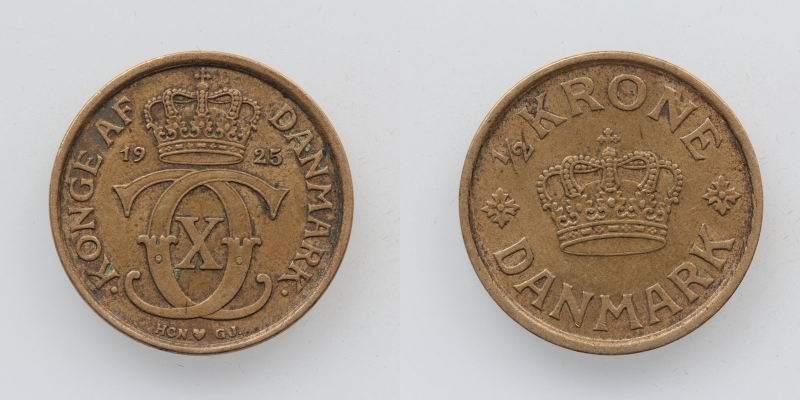 KONGE AF DANMARK
19 25
X
HCN ♥ GJ.
½ KRONE
DANMARK